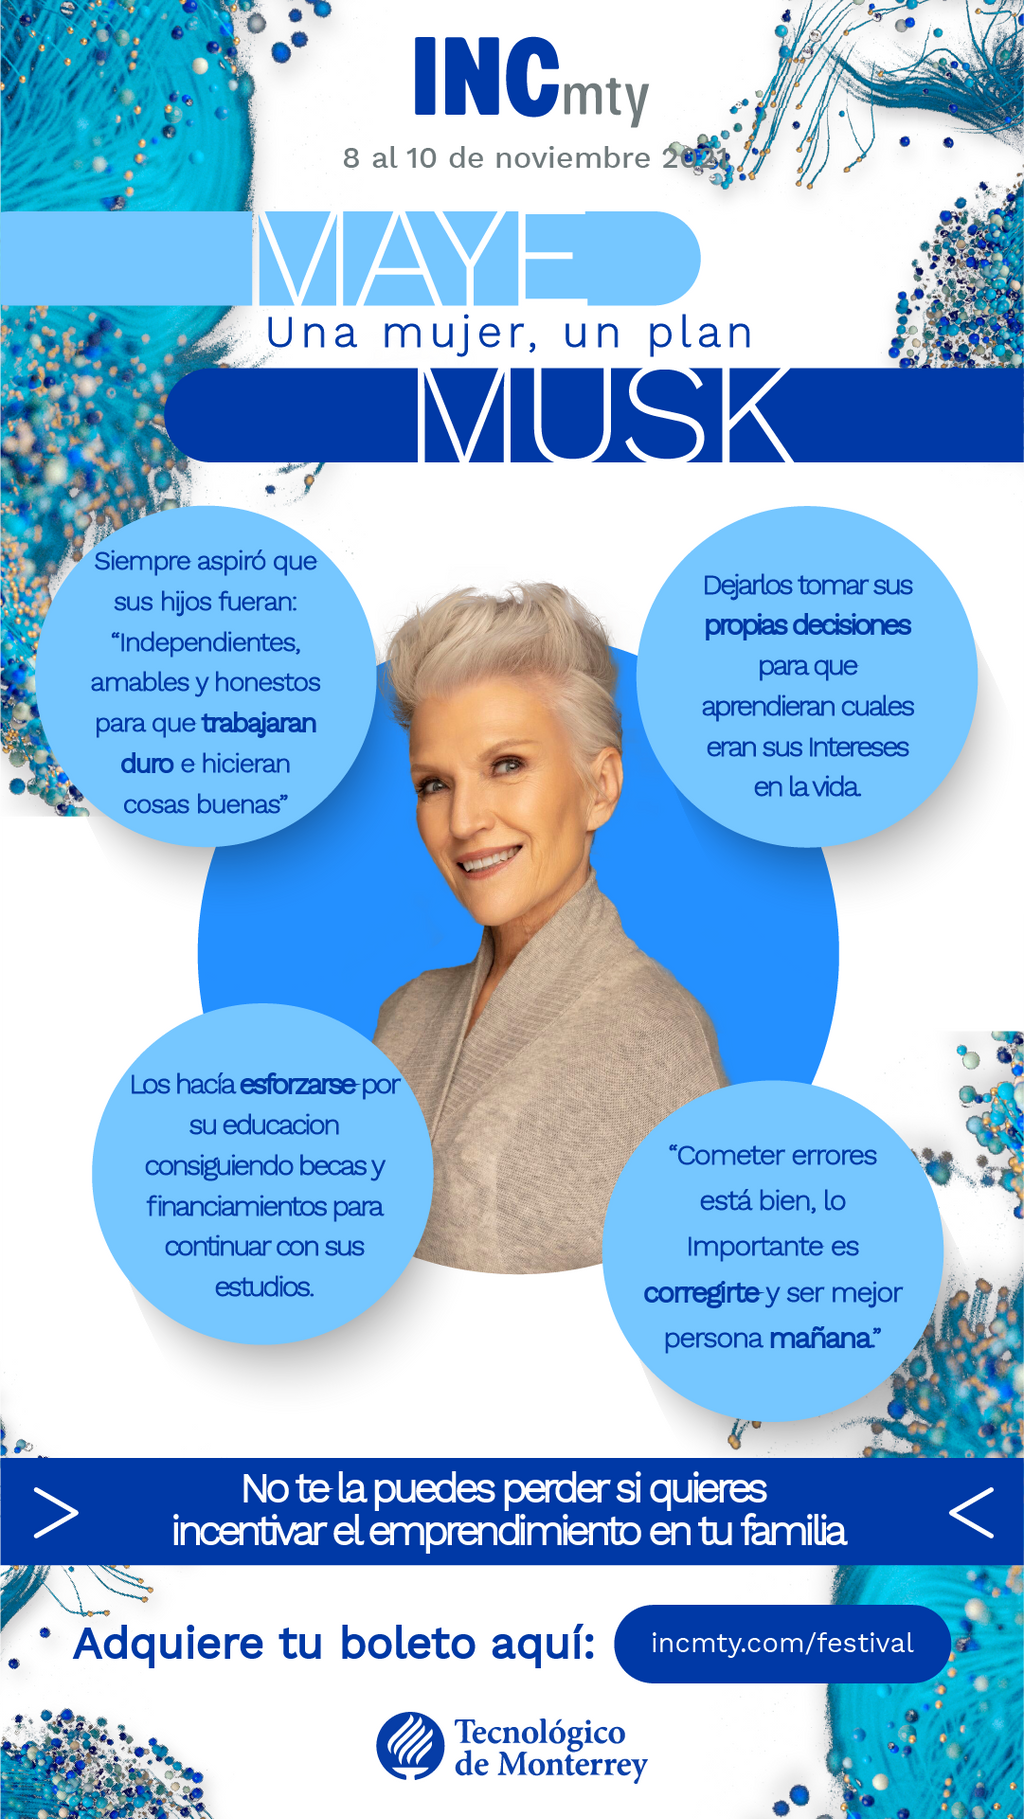 INCmty
8 al 10 de noviembre 2021
MAYE
Una mujer, un plan
MUSK
Siempre aspiró que
sus hijos fueran:
“Independientes,
amables y honestos
para que trabajaran
duro e hicieran
cosas buenas”
Dejarlos tomar sus
propias decisiones
para que
aprendieran cuales
eran sus Intereses
en la vida.
Los hacía esforzarse por
su educacion
consiguiendo becas y
financiamientos para
continuar con sus
estudios.
“Cometer errores
está bien, lo
Importante es
corregirte y ser mejor
persona mañana.”
No te la puedes perder si quieres
incentivar el emprendimiento en tu familia
Adquiere tu boleto aquí: incmty.com/festival
Tecnológico
de Monterrey